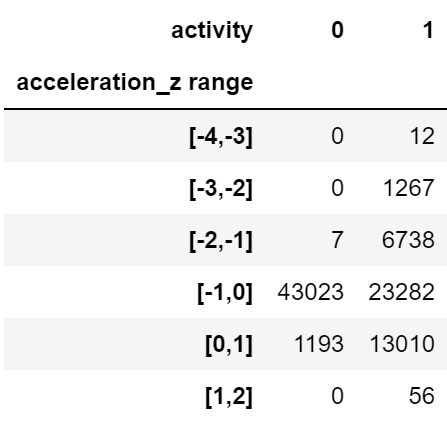 activity 0 1
acceleration_z range
[-4,-3] 0 12
[-3,-2] 0 1267
[-2,-1] 7 6738
[-1,0] 43023 23282
[0,1] 1193 13010
[1,2] 0 56